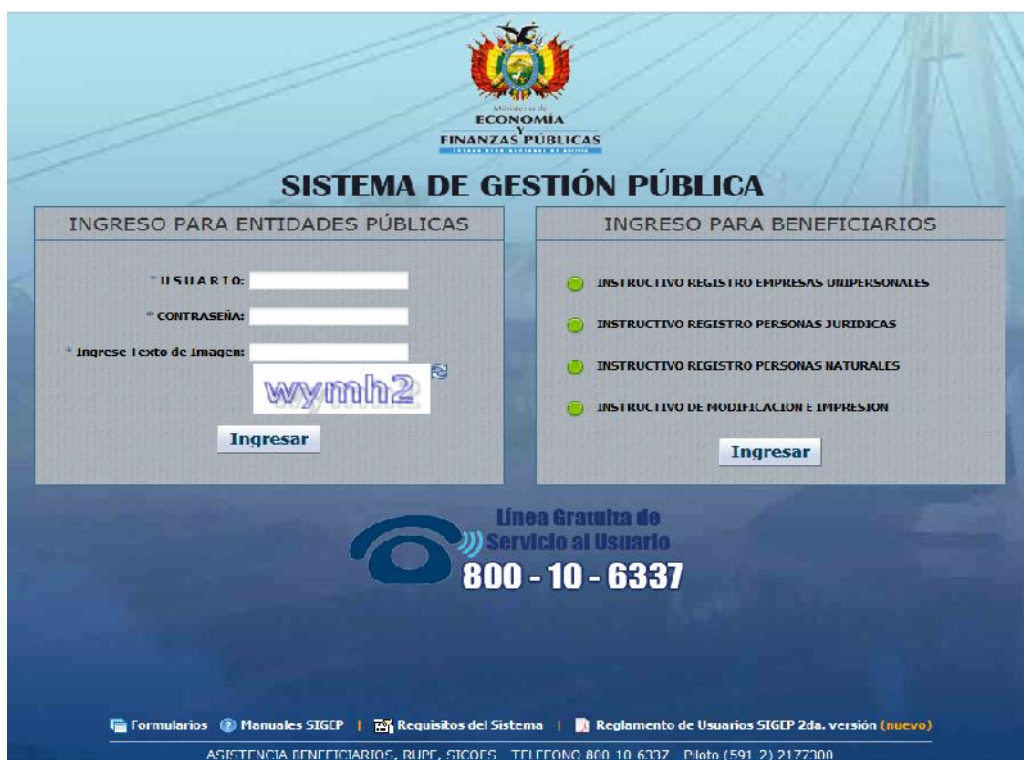 Ministerio de
ECONOMÍA
Y
FINANZAS PÚBLICAS
SISTEMA DE GESTIÓN PÚBLICA
INGRESO PARA ENTIDADES PÚBLICAS
* U S U A R I O:
* CONTRASEÑA:
* Ingrese Texto de Imagen:
wymh2
Ingresar
INGRESO PARA BENEFICIARIOS
INSTRUCTIVO REGISTRO EMPRESAS UNIPERSONALES
INSTRUCTIVO REGISTRO PERSONAS JURIDICAS
INSTRUCTIVO REGISTRO PERSONAS NATURALES
INSTRUCTIVO DE MODIFICACION E IMPRESION
Ingresar
Línea Gratuita de
Servicio al Usuario
800 - 10 - 6337
Formularios Manuales SIGEP | Requisitos del Sistema | Reglamento de Usuarios SIGEP 2da. versión (nuevo)
ASISTENCIA BENEFICIARIOS, RUPE, SICOES TELEFONO 800 10 6337 Piloto (591 2) 2177300